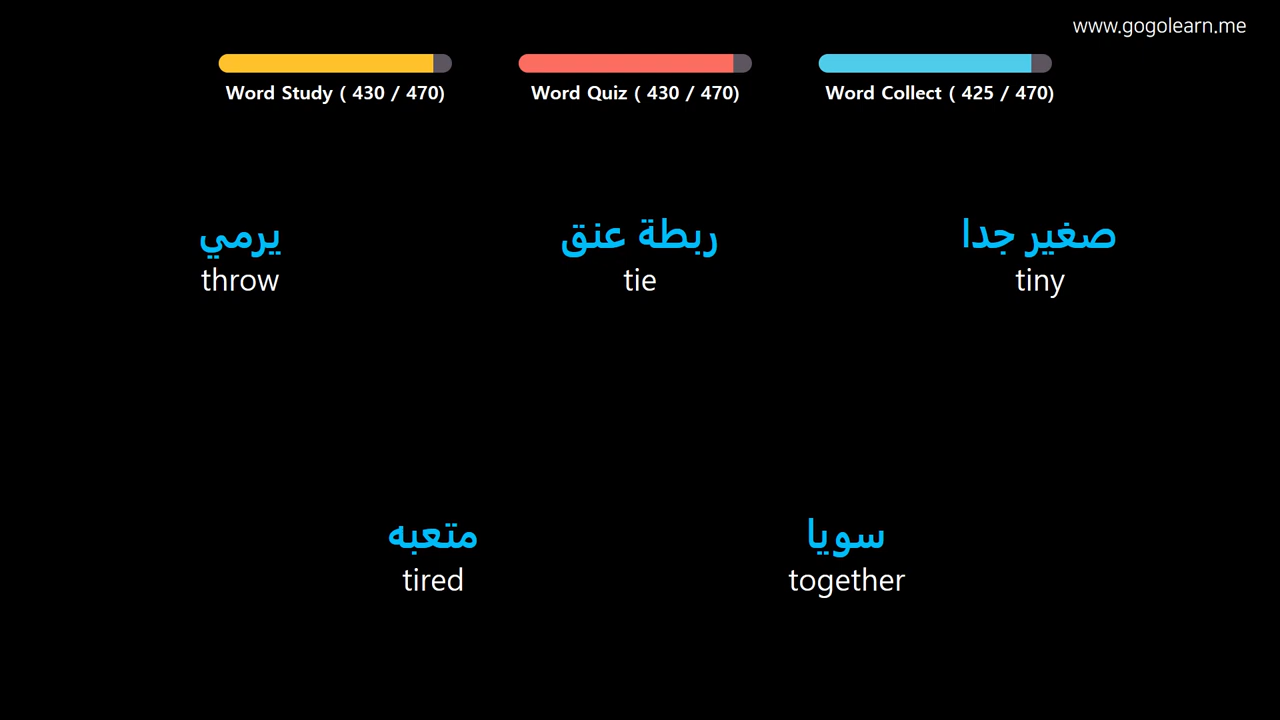 www.gogolearn.me
Word Study ( 430 / 470)
Word Quiz ( 430 / 470)
Word Collect ( 425 / 470)
يرمي
throw
ربطة عنق
tie
صغير جدا
tiny
متعبه
tired
سويا
together